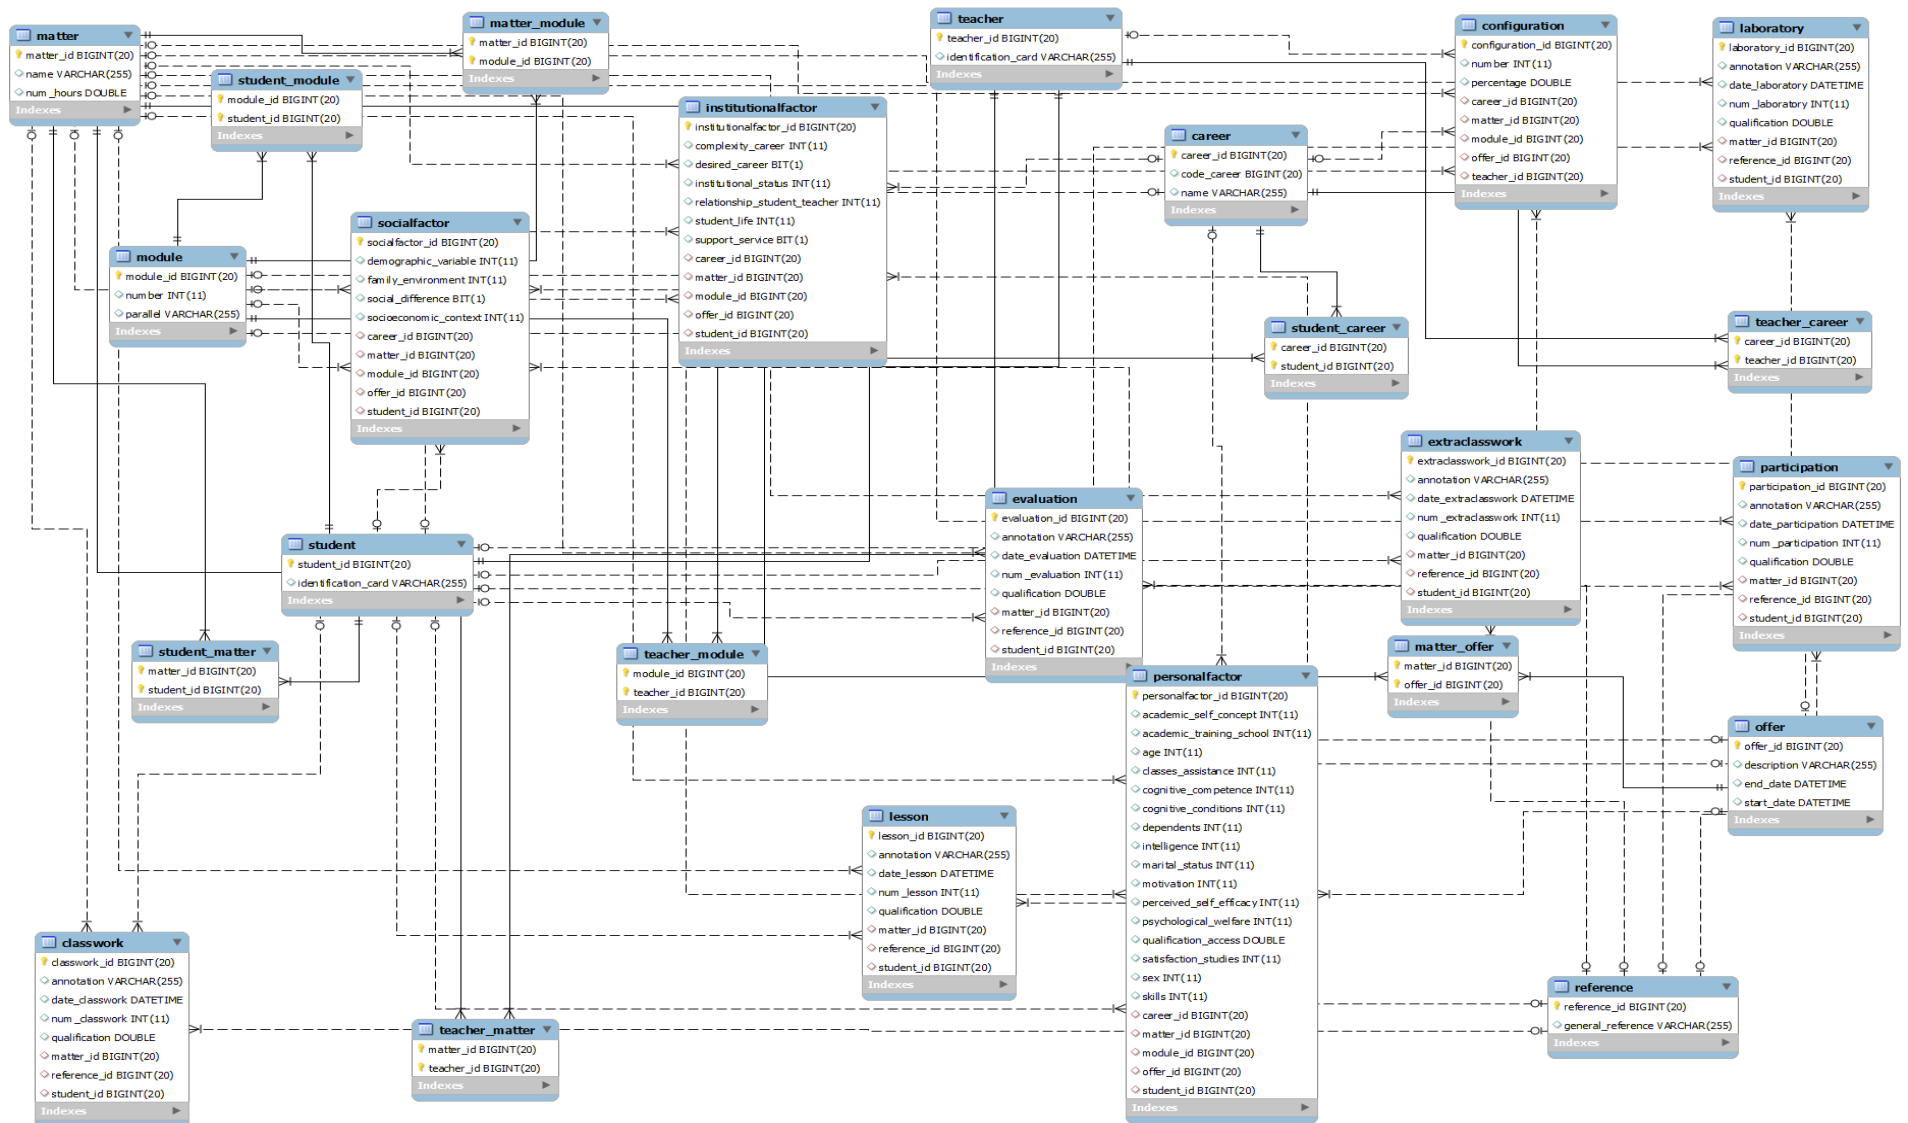 matter
matter_id BIGINT(20)
name VARCHAR(255)
num_hours DOUBLE
Indexes
student_module
module_id BIGINT(20)
student_id BIGINT(20)
Indexes
matter_module
matter_id BIGINT(20)
module_id BIGINT(20)
Indexes
teacher
teacher_id BIGINT(20)
identification_card VARCHAR(255)
Indexes
configuration
configuration_id BIGINT(20)
number INT(11)
percentage DOUBLE
career_id BIGINT(20)
matter_id BIGINT(20)
module_id BIGINT(20)
offer_id BIGINT(20)
teacher_id BIGINT(20)
Indexes
laboratory
laboratory_id BIGINT(20)
annotation VARCHAR(255)
date_laboratory DATETIME
num_laboratory INT(11)
qualification DOUBLE
matter_id BIGINT(20)
reference_id BIGINT(20)
student_id BIGINT(20)
Indexes
institutionalfactor
institutionalfactor_id BIGINT(20)
complexity_career INT(11)
desired_career BIT(1)
institutional_status INT(11)
relationship_student_teacher INT(11)
student_life INT(11)
support_service BIT(1)
career_id BIGINT(20)
matter_id BIGINT(20)
module_id BIGINT(20)
offer_id BIGINT(20)
student_id BIGINT(20)
Indexes
career
career_id BIGINT(20)
code_career BIGINT(20)
name VARCHAR(255)
Indexes
socialfactor
socialfactor_id BIGINT(20)
demographic_variable INT(11)
family_environment INT(11)
social_difference BIT(1)
socioeconomic_context INT(11)
career_id BIGINT(20)
matter_id BIGINT(20)
module_id BIGINT(20)
offer_id BIGINT(20)
student_id BIGINT(20)
Indexes
module
module_id BIGINT(20)
number INT(11)
parallel VARCHAR(255)
Indexes
student_career
career_id BIGINT(20)
student_id BIGINT(20)
Indexes
teacher_career
career_id BIGINT(20)
teacher_id BIGINT(20)
Indexes
extraclasswork
extraclasswork_id BIGINT(20)
annotation VARCHAR(255)
date_extraclasswork DATETIME
num_extraclasswork INT(11)
qualification DOUBLE
matter_id BIGINT(20)
reference_id BIGINT(20)
student_id BIGINT(20)
Indexes
participation
participation_id BIGINT(20)
annotation VARCHAR(255)
date_participation DATETIME
num_participation INT(11)
qualification DOUBLE
matter_id BIGINT(20)
reference_id BIGINT(20)
student_id BIGINT(20)
Indexes
evaluation
evaluation_id BIGINT(20)
annotation VARCHAR(255)
date_evaluation DATETIME
num_evaluation INT(11)
qualification DOUBLE
matter_id BIGINT(20)
reference_id BIGINT(20)
student_id BIGINT(20)
Indexes
student
student_id BIGINT(20)
identification_card VARCHAR(255)
Indexes
student_matter
matter_id BIGINT(20)
student_id BIGINT(20)
Indexes
teacher_module
module_id BIGINT(20)
teacher_id BIGINT(20)
Indexes
matter_offer
matter_id BIGINT(20)
offer_id BIGINT(20)
Indexes
personalfactor
personalfactor_id BIGINT(20)
academic_self_concept INT(11)
academic_training_school INT(11)
age INT(11)
classes_assistance INT(11)
cognitive_competence INT(11)
cognitive_conditions INT(11)
dependents INT(11)
intelligence INT(11)
marital_status INT(11)
motivation INT(11)
perceived_self_efficacy INT(11)
psychological_welfare INT(11)
qualification_access DOUBLE
satisfaction_studies INT(11)
sex INT(11)
skills INT(11)
career_id BIGINT(20)
matter_id BIGINT(20)
module_id BIGINT(20)
offer_id BIGINT(20)
student_id BIGINT(20)
Indexes
offer
offer_id BIGINT(20)
description VARCHAR(255)
end_date DATETIME
start_date DATETIME
Indexes
lesson
lesson_id BIGINT(20)
annotation VARCHAR(255)
date_lesson DATETIME
num_lesson INT(11)
qualification DOUBLE
matter_id BIGINT(20)
reference_id BIGINT(20)
student_id BIGINT(20)
Indexes
classwork
classwork_id BIGINT(20)
annotation VARCHAR(255)
date_classwork DATETIME
num_classwork INT(11)
qualification DOUBLE
matter_id BIGINT(20)
reference_id BIGINT(20)
student_id BIGINT(20)
Indexes
teacher_matter
matter_id BIGINT(20)
teacher_id BIGINT(20)
Indexes
reference
reference_id BIGINT(20)
general_reference VARCHAR(255)
Indexes